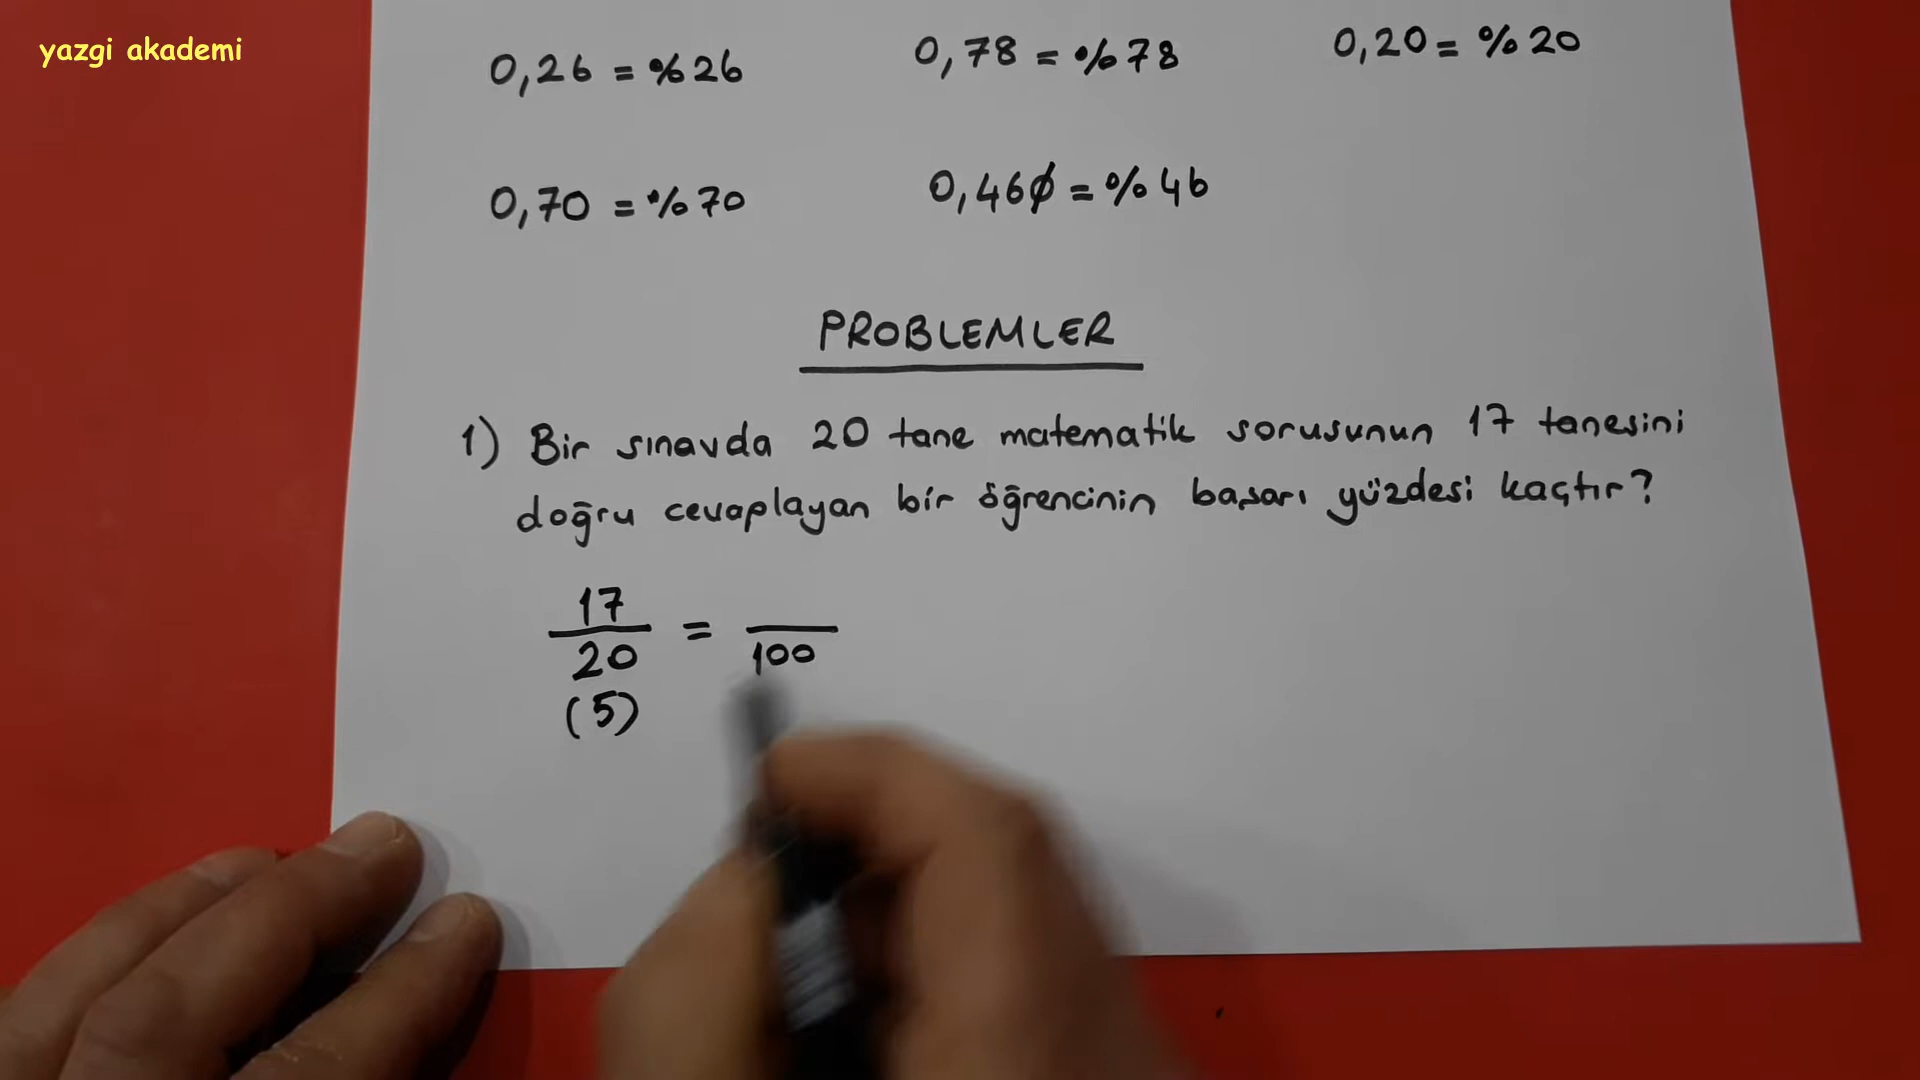 yazgi akademi
0,26 = %26
0,78 = %78
0,20 = %20
0,70 = %70
0,460 = %46
PROBLEMLER
1) Bir sınavda 20 tane matematik sorusunun 17 tanesini
doğru cevaplayan bir öğrencinin başarı yüzdesi kaçtır?
17
20
(5)
=
100